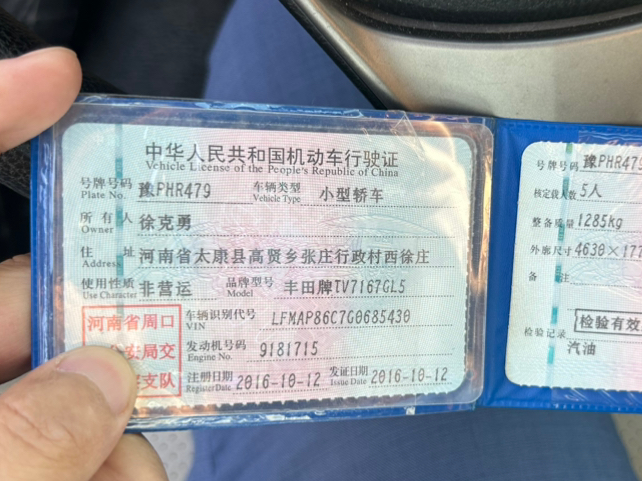 中华人民共和国机动车行驶证
Vehicle License of the People's Republic of China
号牌号码 豫PHR479 车辆类型 小型轿车
Plate No. Vehicle Type
所有人 徐克勇
Owner
住址 河南省太康县高贤乡张庄行政村西徐庄
Address
使用性质 非营运 品牌型号 丰田牌TV7167GL5
Use Character Model
河南省周口 车辆识别代号 LFMAP86C7G0685430
VIN
安局交 发动机号码 9181715
Engine No.
支队 注册日期 2016-10-12 发证日期 2016-10-12
Register Date Issue Date
号牌号码 豫PHR479
核定载人数 5人
整备质量 1285kg
外廓尺寸 4630×177
备注
检验有效
检验记录
汽油